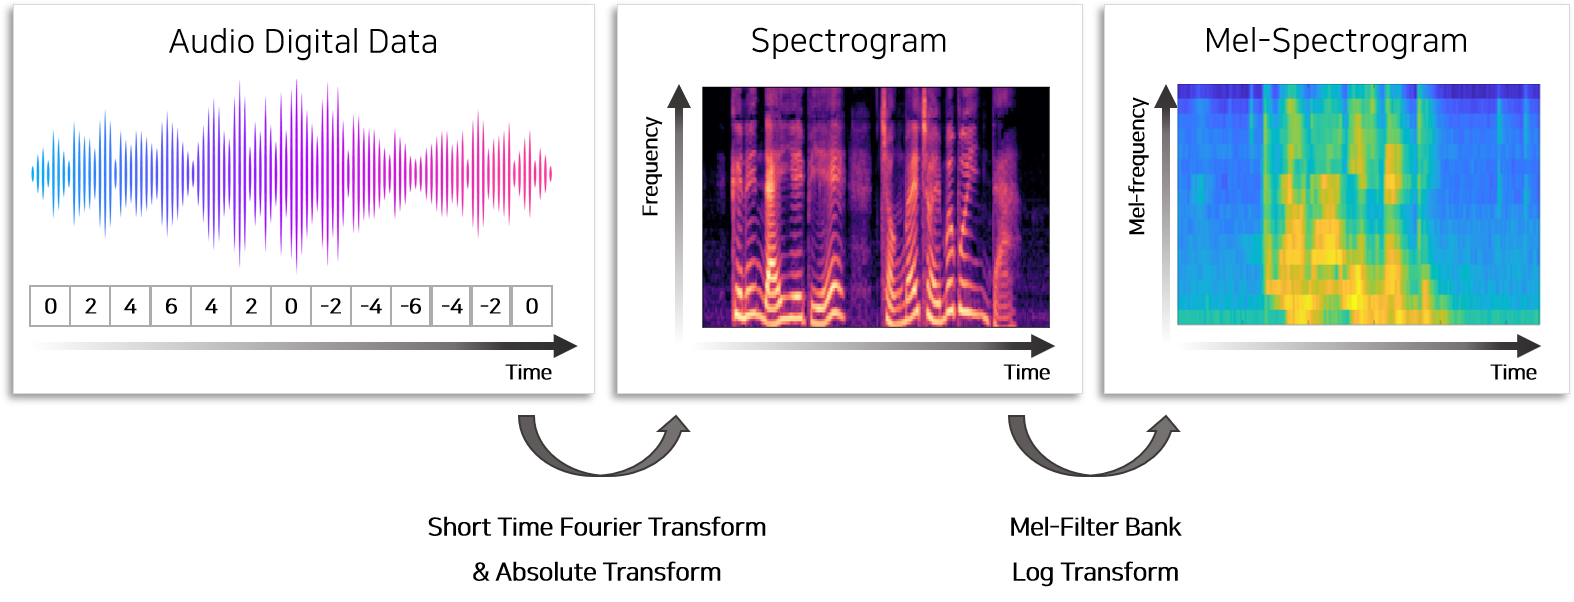 Audio Digital Data
0 2 4 6 4 2 0 -2 -4 -6 -4 -2 0
Time
Spectrogram
Frequency
Time
Mel-Spectrogram
Mel-frequency
Time
Short Time Fourier Transform
& Absolute Transform
Mel-Filter Bank
Log Transform